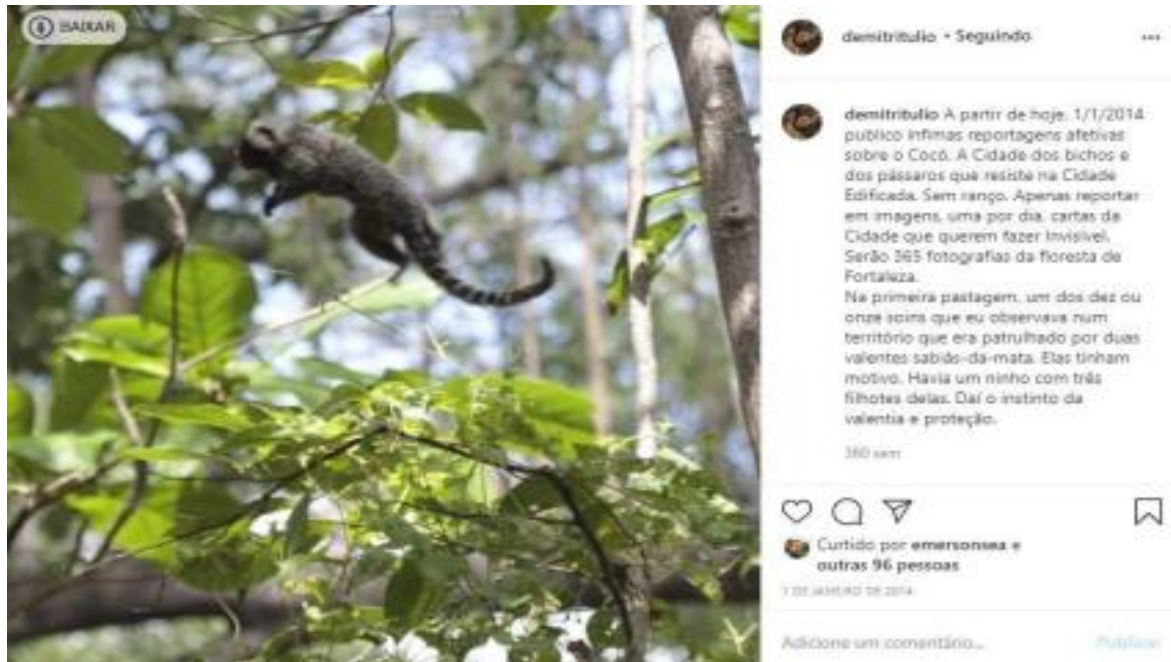 BAIXAR
demitritulio • Seguindo
demitritulio A partir de hoje, 1/1/2014
publico ínfimas reportagens afetivas
sobre o Cocó. A Cidade dos bichos e
dos pássaros que resiste na Cidade
Edificada. Sem ranço. Apenas reportar
em imagens, uma por dia, cartas da
Cidade que querem fazer Invisível.
Serão 365 fotografias da floresta de
Fortaleza.
Na primeira pastagem, um dos dez ou
onze soins que eu observava num
território que era patrulhado por duas
valentes sabiás-da-mata. Elas tinham
motivo. Havia um ninho com três
filhotes delas. Daí o instinto da
valentia e proteção.
380 sem
Curtido por emersonsea e
outras 96 pessoas
1 DE JANEIRO DE 2014
Adicione um comentário...
Publicar